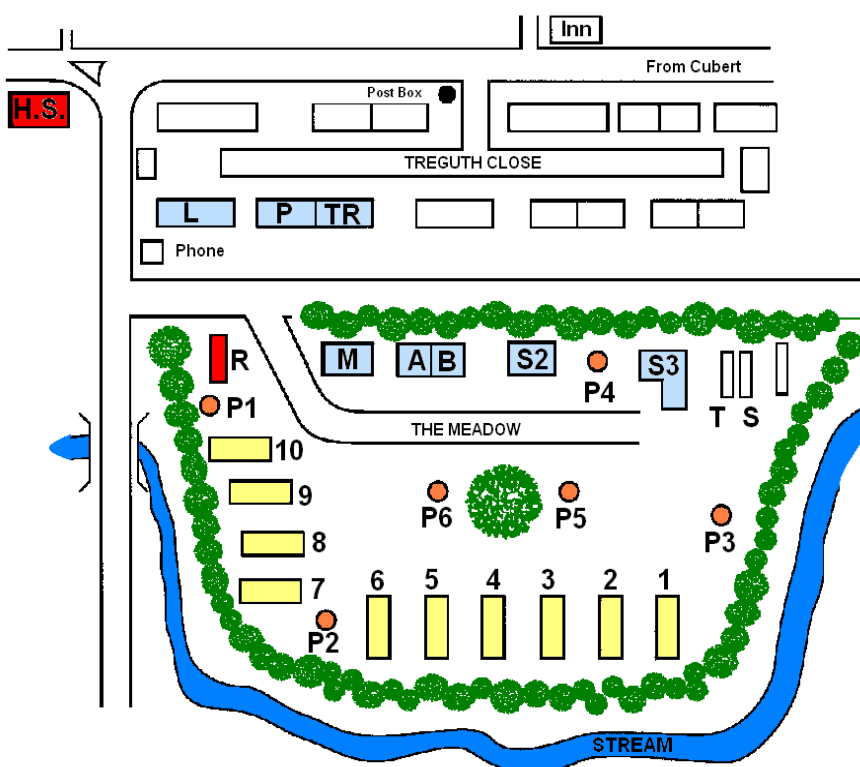 Inn
From Cubert
Post Box
H.S.
TREGUTH CLOSE
L P TR
Phone
M A B S2 S3
R
P4
P1
T S
THE MEADOW
10
9
P6 P5
P3
8
7
6 5 4 3 2 1
P2
STREAM